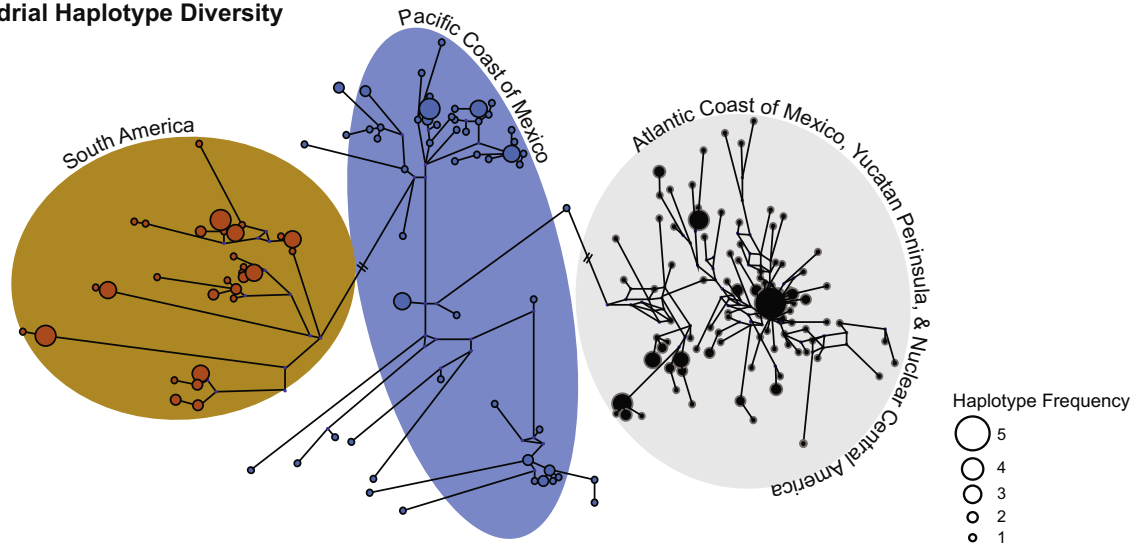 Haplotype Diversity
South America
Pacific Coast of Mexico
Atlantic Coast of Mexico, Yucatan Peninsula, & Nuclear Central America
Haplotype Frequency
5
4
3
2
1